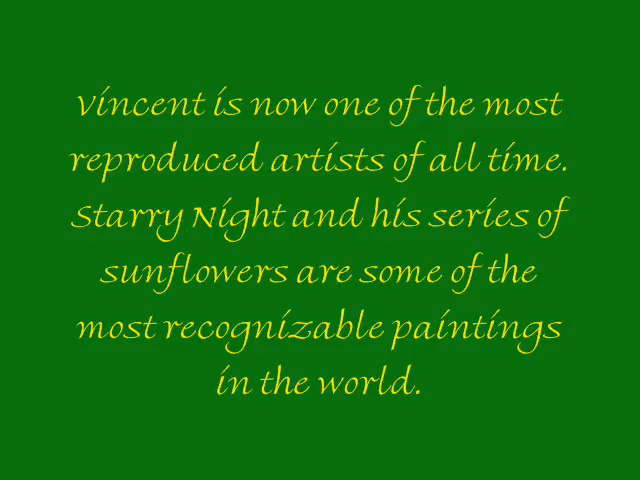 Vincent is now one of the most
reproduced artists of all time.
Starry Night and his series of
sunflowers are some of the
most recognizable paintings
in the world.